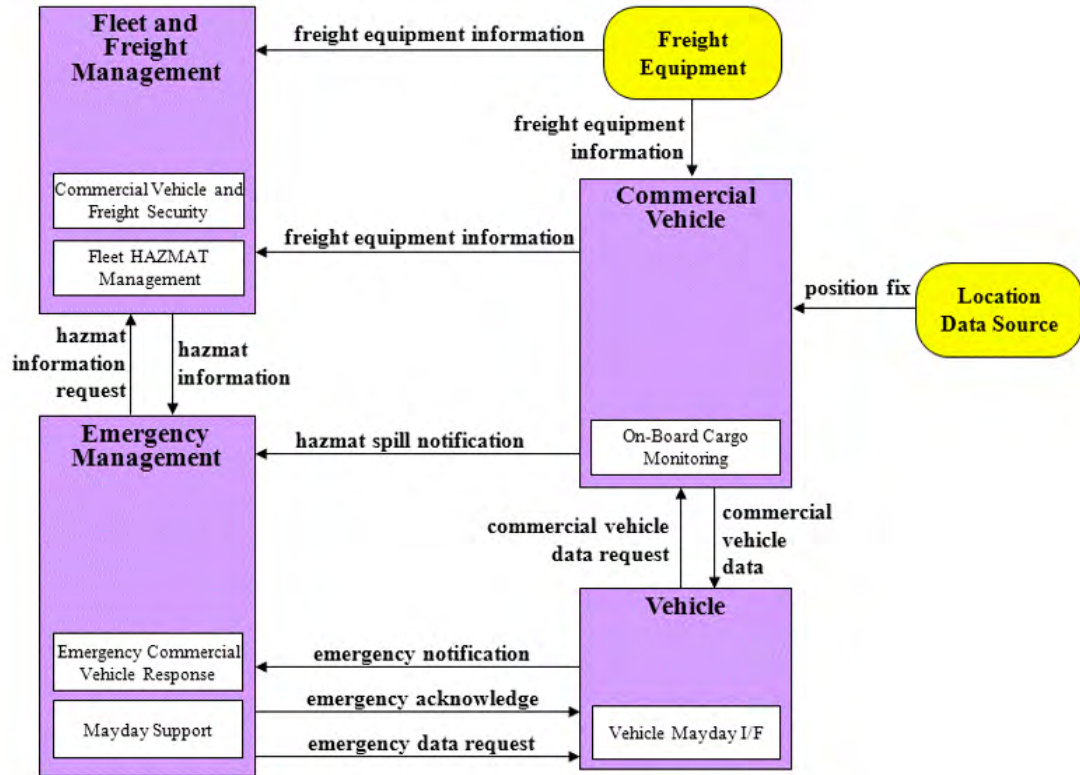 Fleet and
Freight
Management
freight equipment information
Freight
Equipment
freight equipment
information
Commercial Vehicle and
Freight Security
Fleet HAZMAT
Management
freight equipment information
Commercial
Vehicle
position fix
Location
Data Source
hazmat
information
request
hazmat
information
Emergency
Management
hazmat spill notification
On-Board Cargo
Monitoring
commercial vehicle
data request
commercial
vehicle
data
Vehicle
Emergency Commercial
Vehicle Response
emergency notification
emergency acknowledge
Mayday Support
Vehicle Mayday I/F
emergency data request